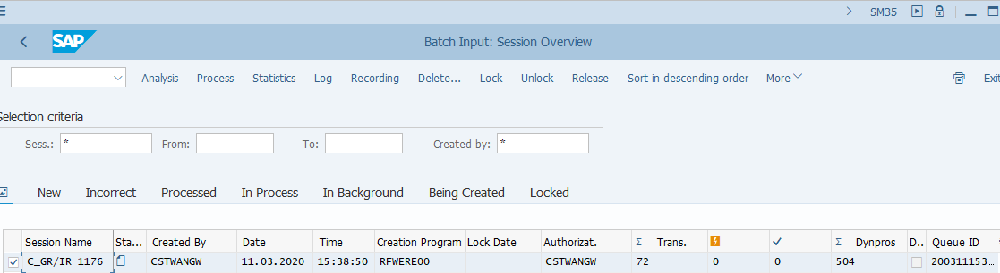 SM35
SAP
Batch Input: Session Overview
Analysis Process Statistics Log Recording Delete... Lock Unlock Release Sort in descending order More Exit
Selection criteria
Sess.: * From: To: Created by: *
New Incorrect Processed In Process In Background Being Created Locked
Session Name Sta... Created By Date Time Creation Program Lock Date Authorizat. Σ Trans. ✓ Σ Dynpros D.. Queue ID
C_GR/IR 1176 CSTWANGW 11.03.2020 15:38:50 RFWERE00 CSTWANGW 72 0 0 504 200311153...